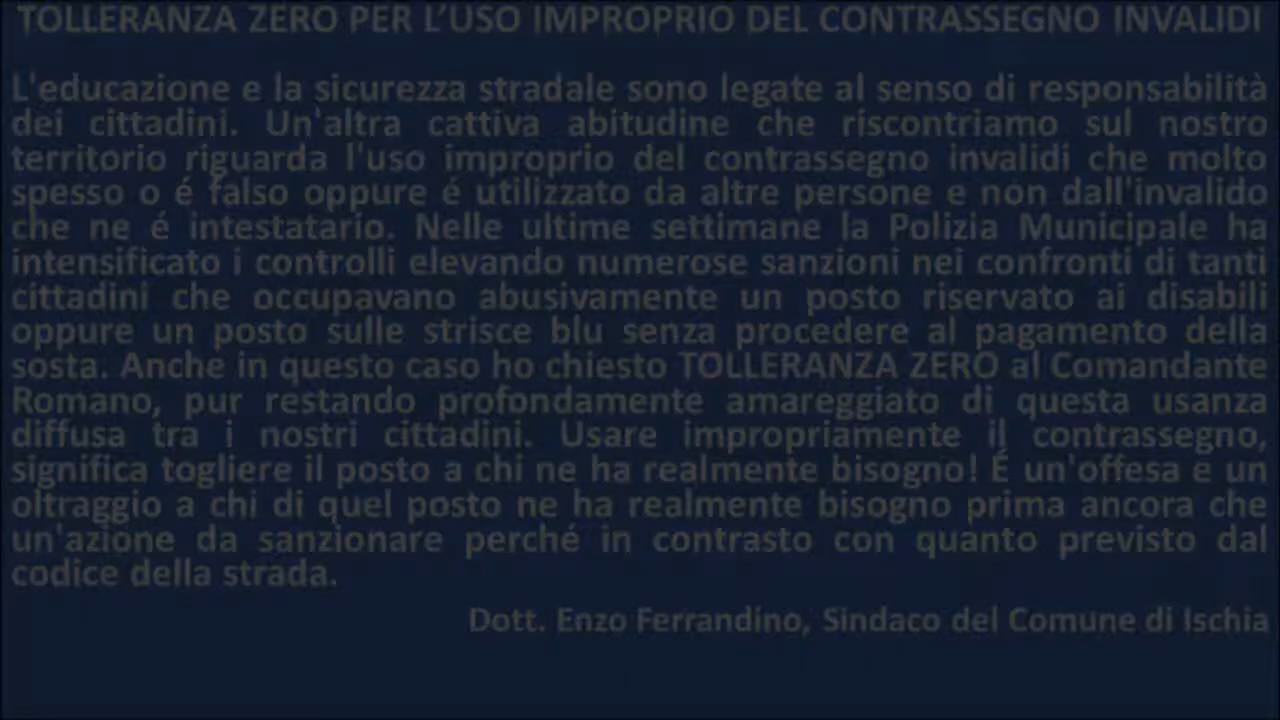 TOLLERANZA ZERO PER L’USO IMPROPRIO DEL CONTRASSEGNO INVALIDI
L'educazione e la sicurezza stradale sono legate al senso di responsabilità
dei cittadini. Un'altra cattiva abitudine che riscontriamo sul nostro
territorio riguarda l'uso improprio del contrassegno invalidi che molto
spesso o é falso oppure é utilizzato da altre persone e non dall'invalido
che ne é intestatario. Nelle ultime settimane la Polizia Municipale ha
intensificato i controlli elevando numerose sanzioni nei confronti di tanti
cittadini che occupavano abusivamente un posto riservato ai disabili
oppure un posto sulle strisce blu senza procedere al pagamento della
sosta. Anche in questo caso ho chiesto TOLLERANZA ZERO al Comandante
Romano, pur restando profondamente amareggiato di questa usanza
diffusa tra i nostri cittadini. Usare impropriamente il contrassegno,
significa togliere il posto a chi ne ha realmente bisogno! É un'offesa e un
oltraggio a chi di quel posto ne ha realmente bisogno prima ancora che
un'azione da sanzionare perché in contrasto con quanto previsto dal
codice della strada.
Dott. Enzo Ferrandino, Sindaco del Comune di Ischia